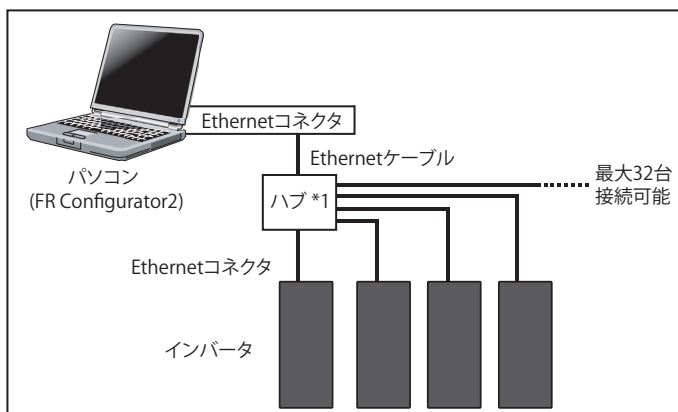 Ethernetコネクタ
Ethernetケーブル
パソコン
(FR Configurator2)
ハブ *1
最大32台
接続可能
Ethernetコネクタ
インバータ